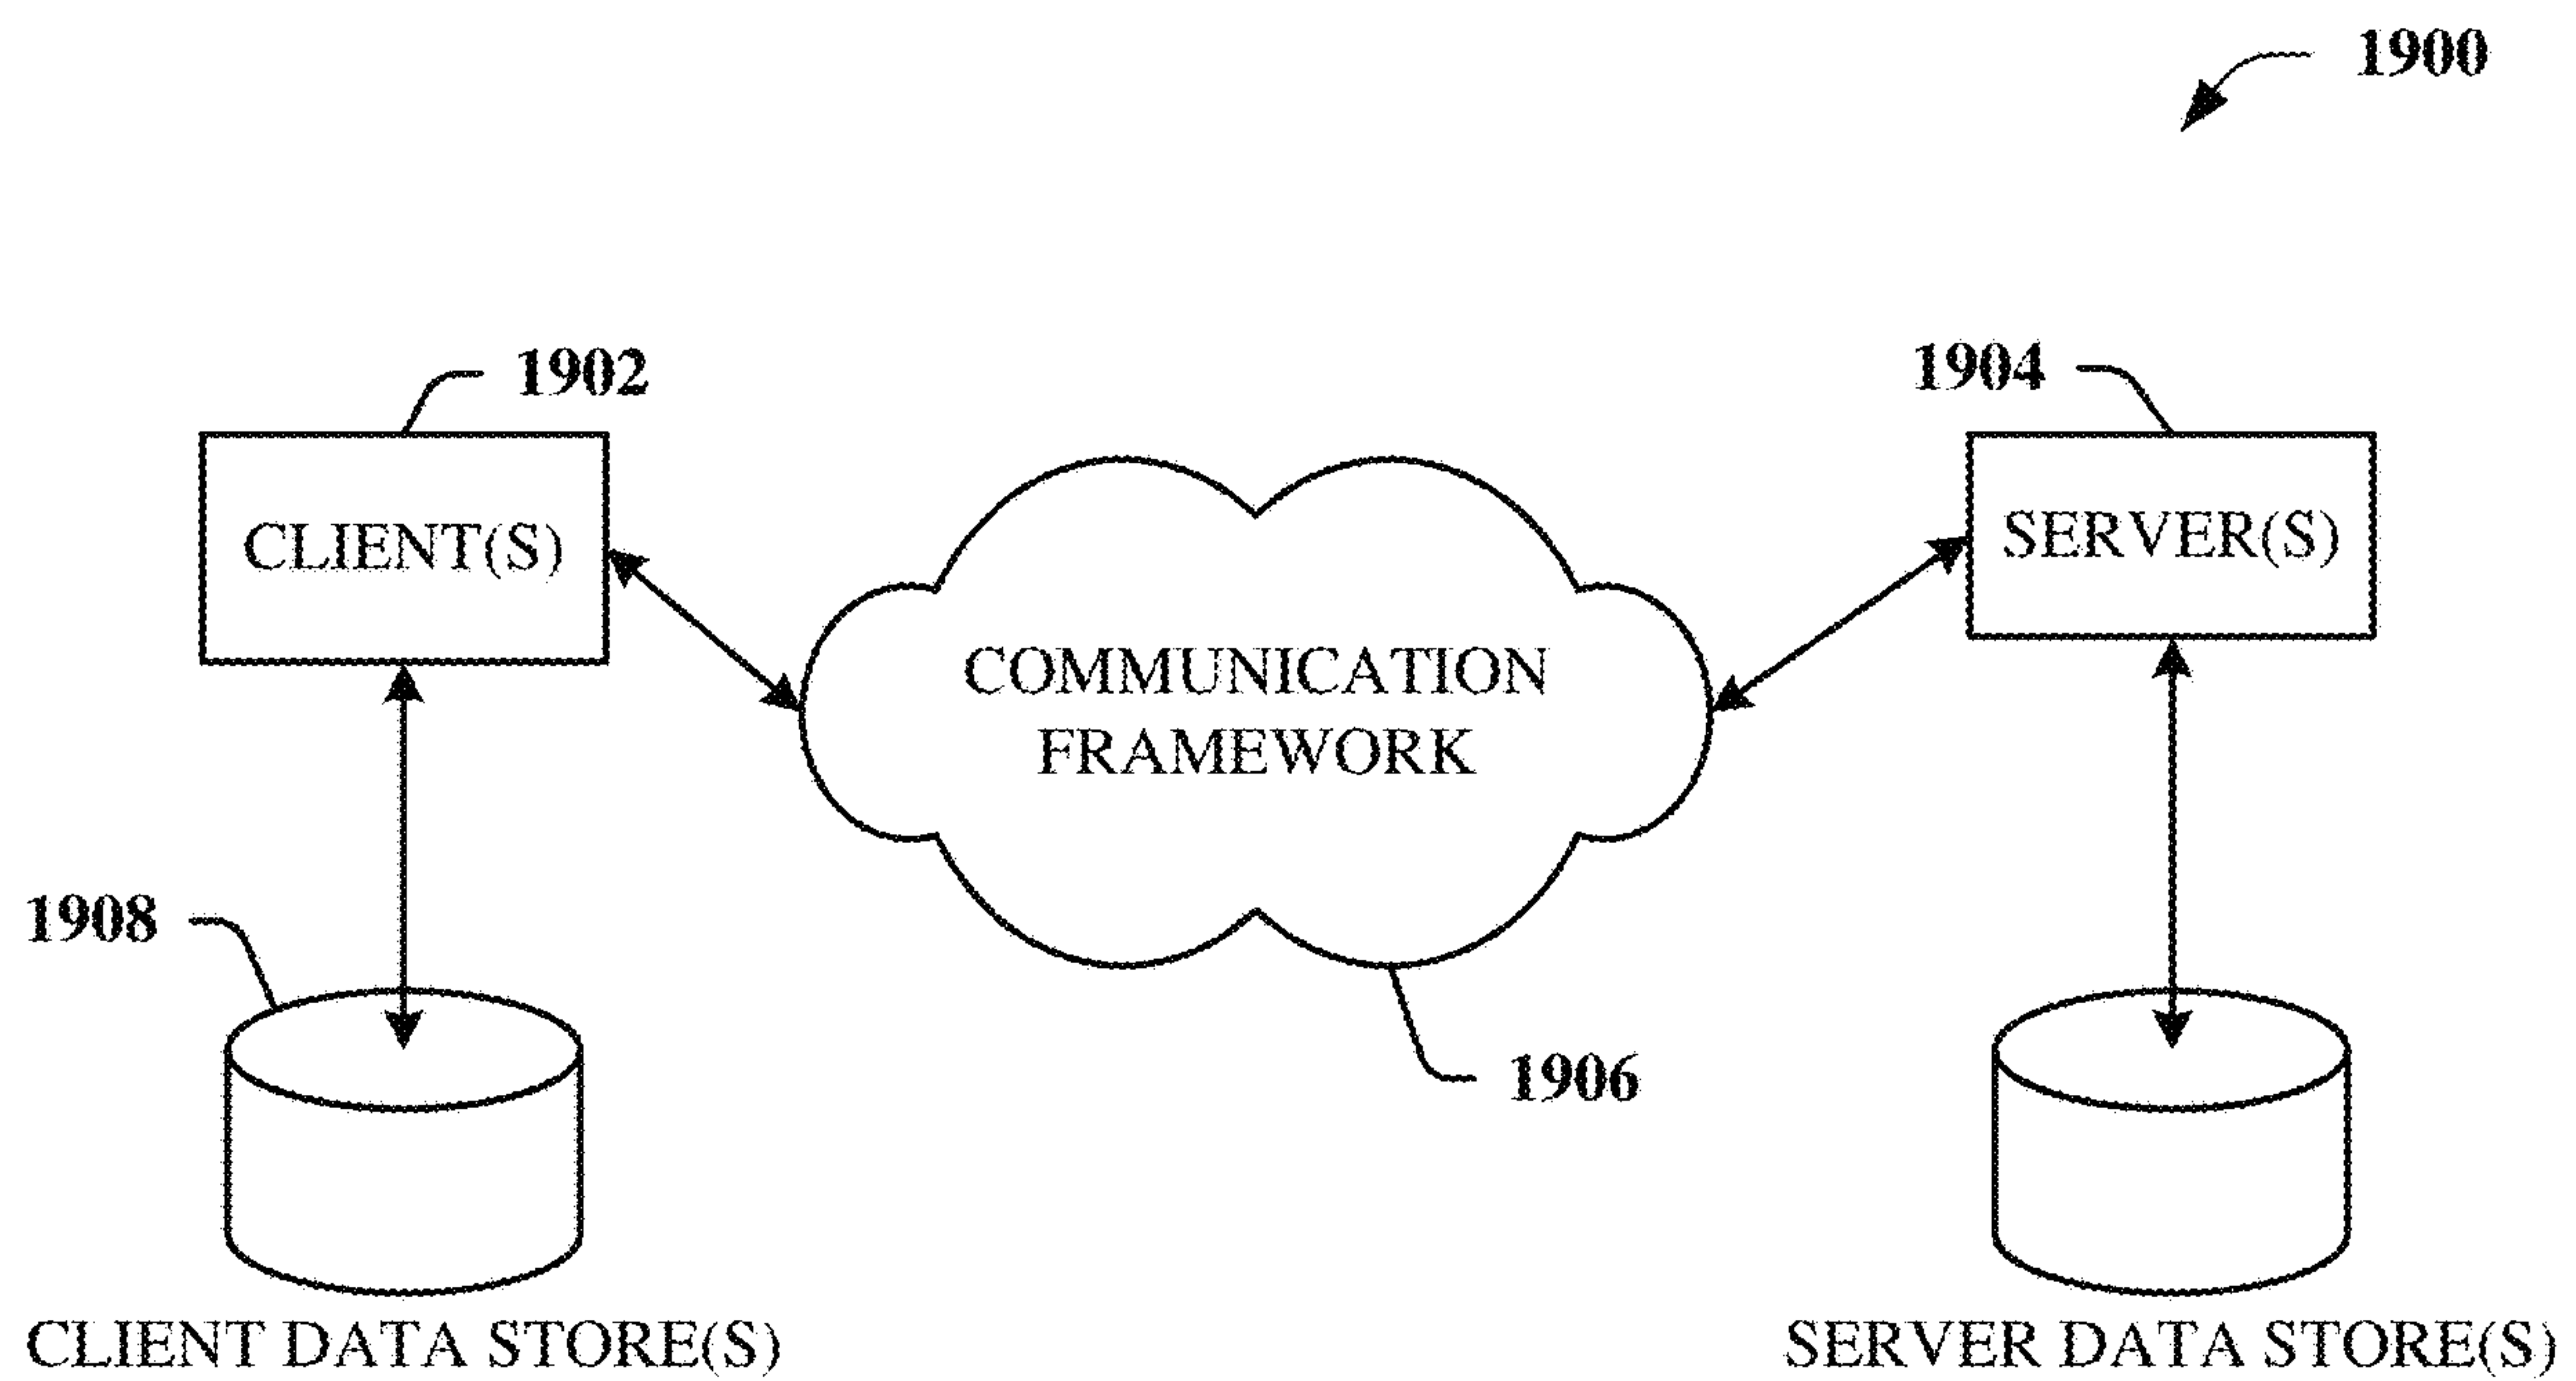 1900
1902
1904
CLIENT(S)
SERVER(S)
COMMUNICATION
FRAMEWORK
1908
1906
CLIENT DATA STORE(S)
SERVER DATA STORE(S)